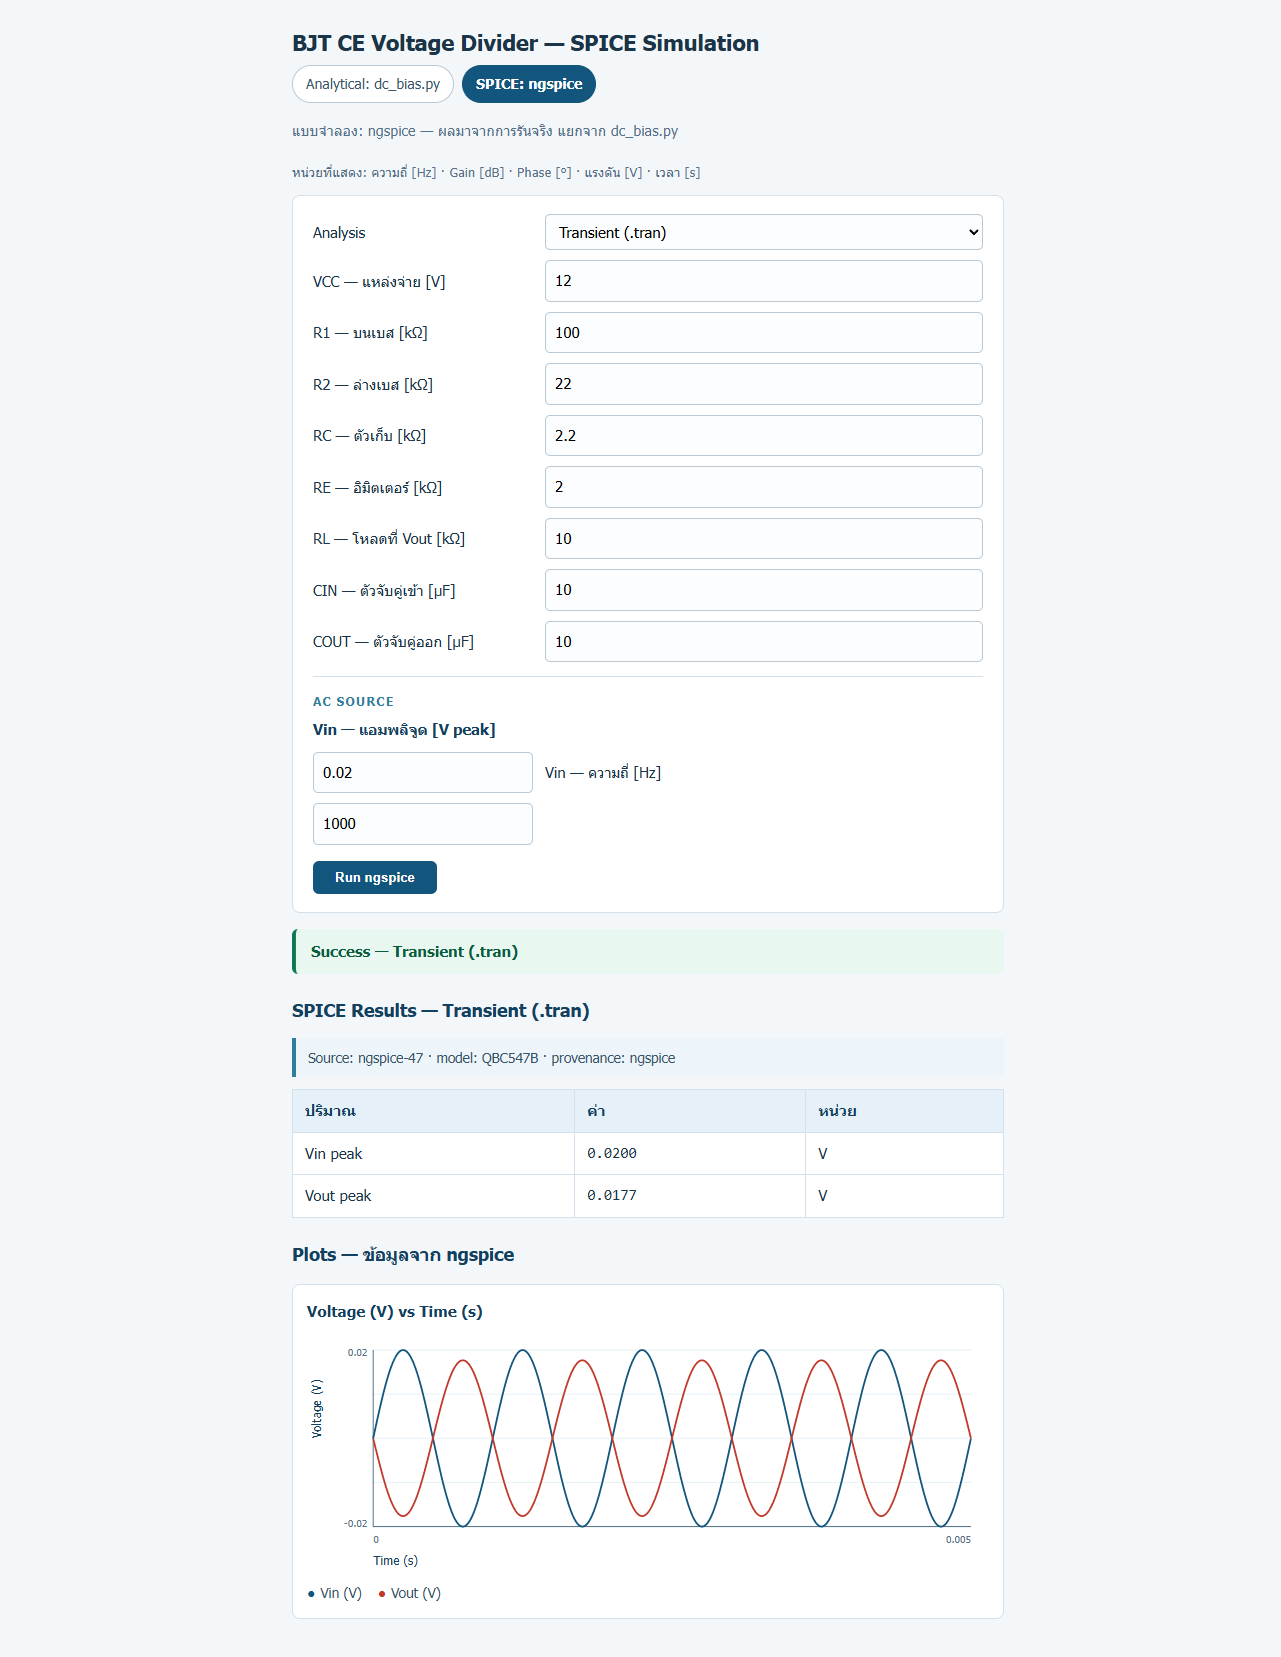 BJT CE Voltage Divider — SPICE Simulation
Analytical: dc_bias.py SPICE: ngspice
แบบจำลอง: ngspice — ผลมาจากการรันจริง แยกจาก dc_bias.py
หน่วยที่แสดง: ความถี่ [Hz] · Gain [dB] · Phase [°] · แรงดัน [V] · เวลา [s]
Analysis Transient (.tran)
VCC — แหล่งจ่าย [V] 12
R1 — บนเบส [kΩ] 100
R2 — ล่างเบส [kΩ] 22
RC — ตัวเก็บ [kΩ] 2.2
RE — อิมิตเตอร์ [kΩ] 2
RL — โหลดที่ Vout [kΩ] 10
CIN — ตัวจับคู่เข้า [µF] 10
COUT — ตัวจับคู่ออก [µF] 10
AC SOURCE
Vin — แอมพลิจูด [V peak]
0.02 Vin — ความถี่ [Hz]
1000
Run ngspice
Success — Transient (.tran)
SPICE Results — Transient (.tran)
Source: ngspice-47 · model: QBC547B · provenance: ngspice
ปริมาณ ค่า หน่วย
Vin peak 0.0200 V
Vout peak 0.0177 V
Plots — ข้อมูลจาก ngspice
Voltage (V) vs Time (s)
0.02
Voltage (V)
-0.02
0 0.005
Time (s)
● Vin (V) ● Vout (V)